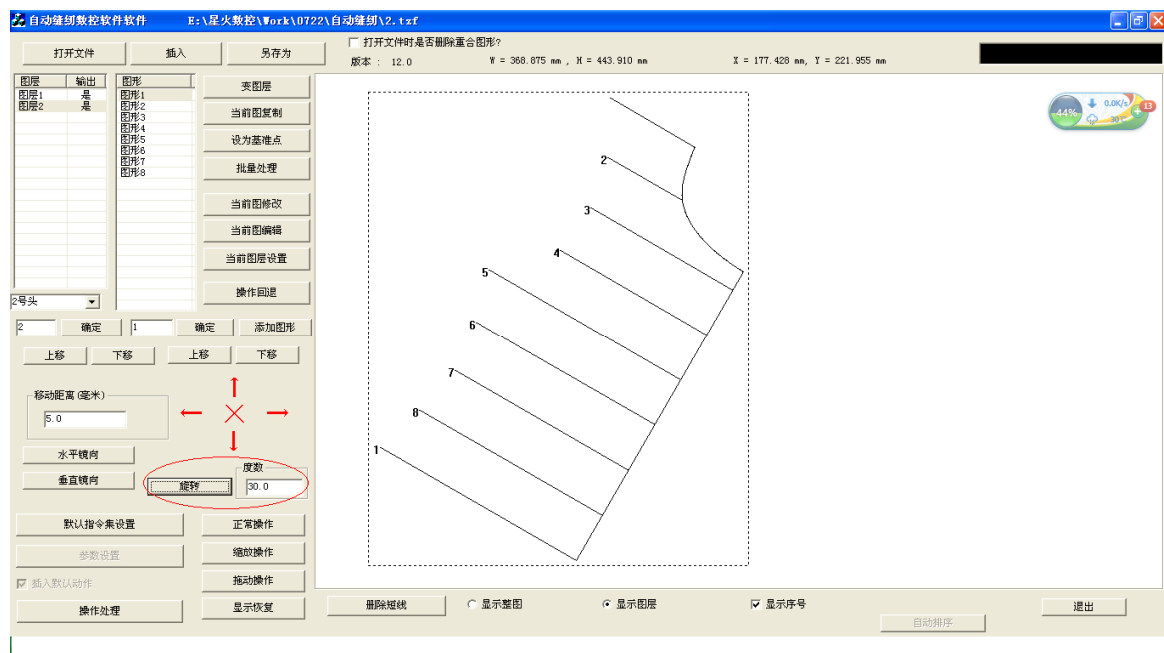 自动缝纫数控软件软件 E:\星火数控\Work\0722\自动缝纫\2.txf
打开文件 插入 另存为
打开文件时是否删除重合图形?
版本 : 12.0 W = 368.875 mm , H = 443.910 mm X = 177.428 mm, Y = 221.955 mm
图层 输出 图形
图层1 是 图形1
图层2 是 图形2
图形3
图形4
图形5
图形6
图形7
图形8
变图层
当前图复制
设为基准点
批量处理
当前图修改
当前图编辑
当前图层设置
操作回退
2号头
2 确定 1 确定 添加图形
上移 下移 上移 下移
移动距离(毫米)
5.0
水平镜向
垂直镜向
旋转
度数
30.0
默认指令集设置 正常操作
参数设置 缩放操作
插入默认动作 拖动操作
操作处理 显示恢复
2
3
4
5
6
7
8
1
44% 0.0K/s 13
30℃
删除短线 显示整图 显示图层 显示序号 退出
自动排序